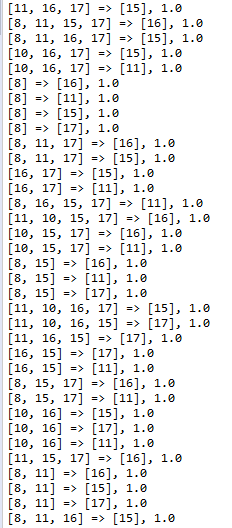 [11, 16, 17] => [15], 1.0
[8, 11, 15, 17] => [16], 1.0
[8, 11, 16, 17] => [15], 1.0
[10, 16, 17] => [15], 1.0
[10, 16, 17] => [11], 1.0
[8] => [16], 1.0
[8] => [11], 1.0
[8] => [15], 1.0
[8] => [17], 1.0
[8, 11, 17] => [16], 1.0
[8, 11, 17] => [15], 1.0
[16, 17] => [15], 1.0
[16, 17] => [11], 1.0
[8, 16, 15, 17] => [11], 1.0
[11, 10, 15, 17] => [16], 1.0
[10, 15, 17] => [16], 1.0
[10, 15, 17] => [11], 1.0
[8, 15] => [16], 1.0
[8, 15] => [11], 1.0
[8, 15] => [17], 1.0
[11, 10, 16, 17] => [15], 1.0
[11, 10, 16, 15] => [17], 1.0
[11, 16, 15] => [17], 1.0
[16, 15] => [17], 1.0
[16, 15] => [11], 1.0
[8, 15, 17] => [16], 1.0
[8, 15, 17] => [11], 1.0
[10, 16] => [15], 1.0
[10, 16] => [17], 1.0
[10, 16] => [11], 1.0
[11, 15, 17] => [16], 1.0
[8, 11] => [16], 1.0
[8, 11] => [15], 1.0
[8, 11] => [17], 1.0
[8, 11, 16] => [15], 1.0